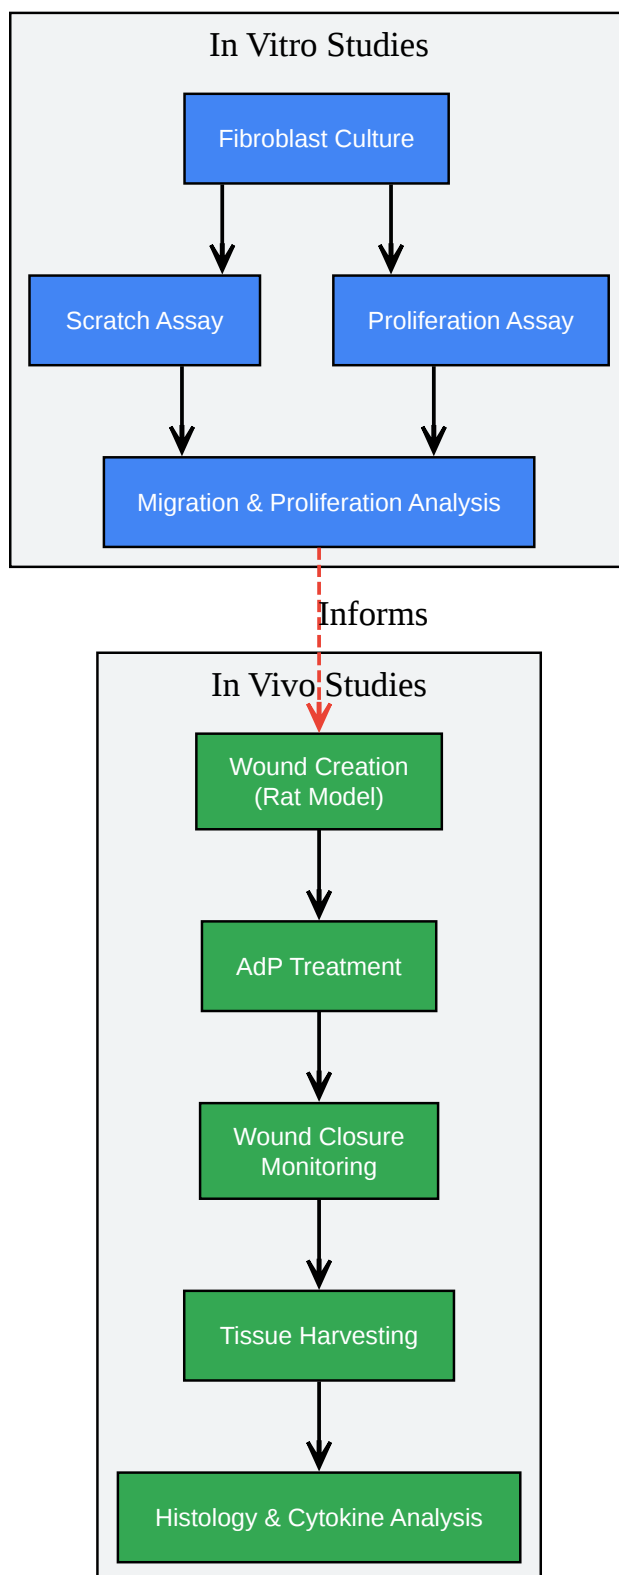 In Vitro Studies
Fibroblast Culture
Scratch Assay
Proliferation Assay
Migration & Proliferation Analysis
Informs
In Vivo Studies
Wound Creation
(Rat Model)
AdP Treatment
Wound Closure
Monitoring
Tissue Harvesting
Histology & Cytokine Analysis